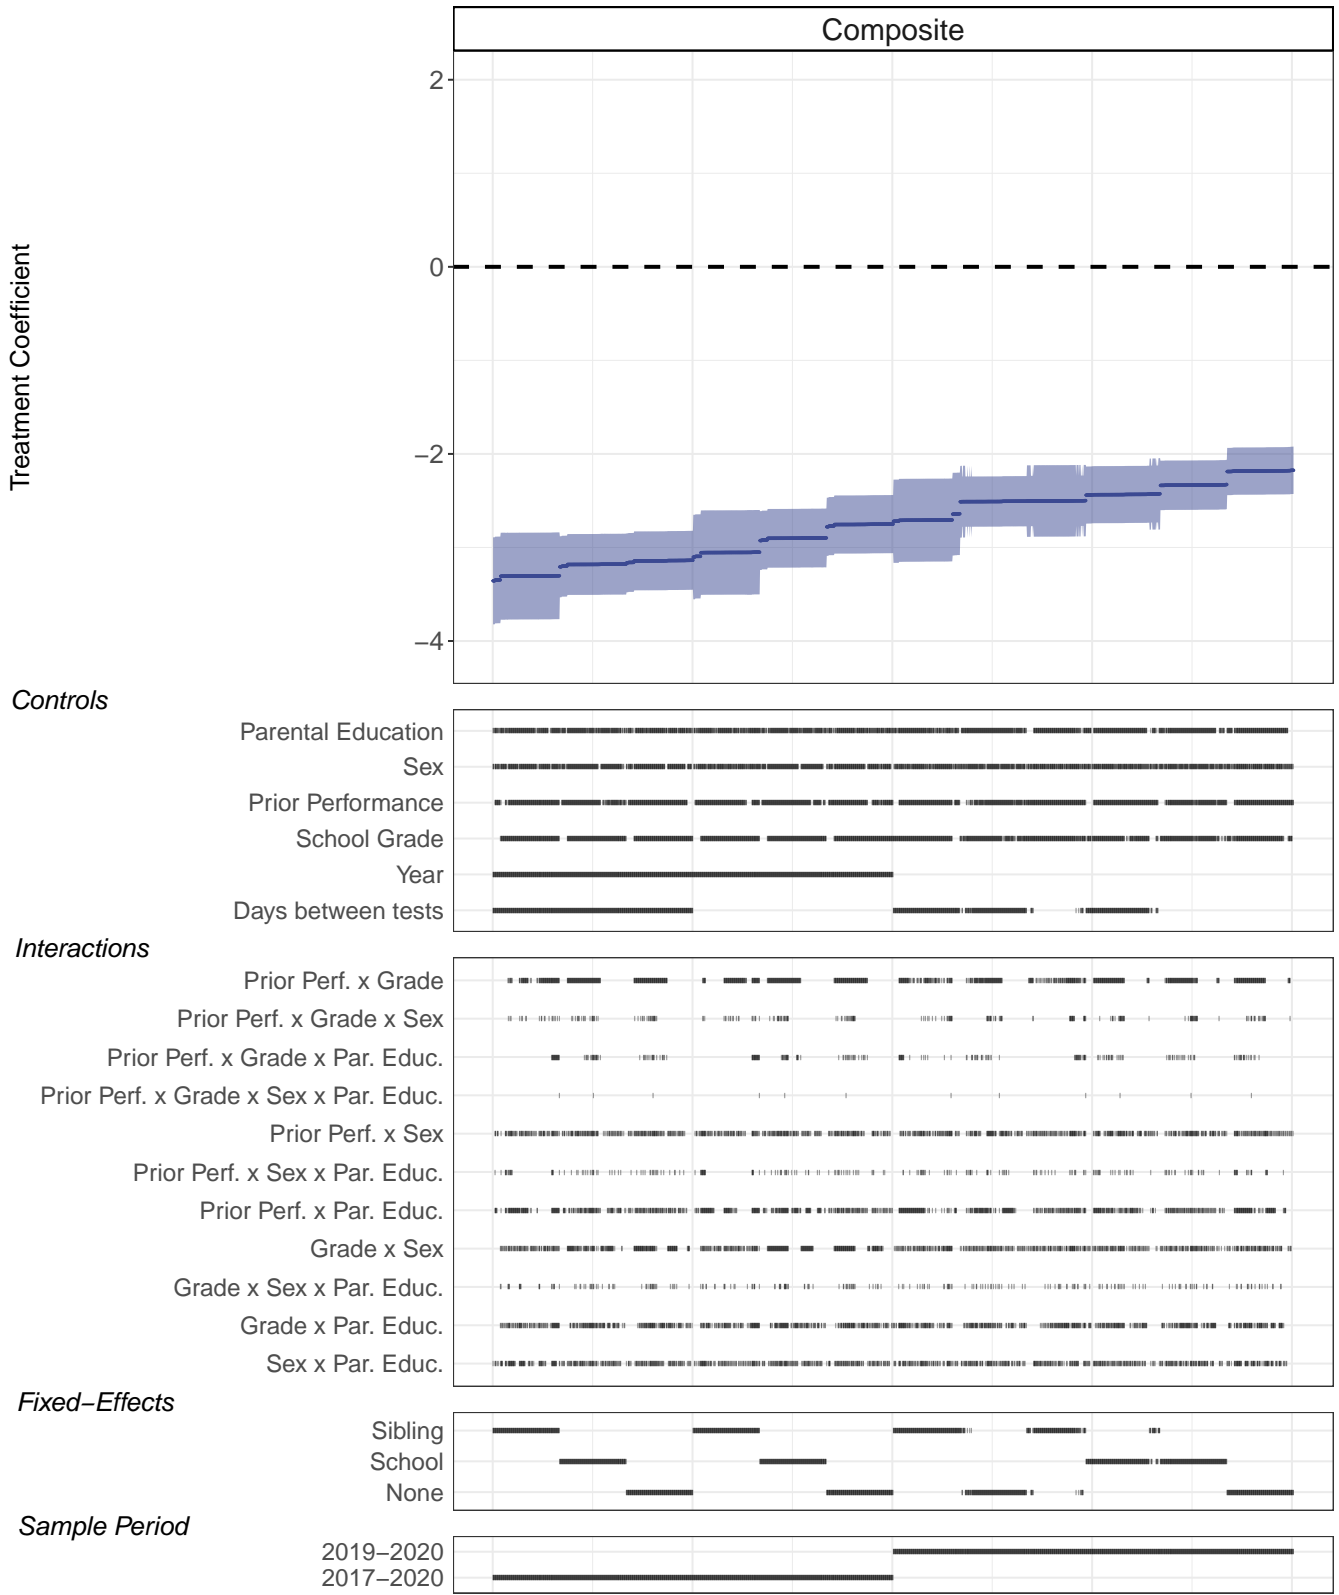 Composite
Treatment Coefficient
2
0
−2
−4
Controls
Parental Education
Sex
Prior Performance
School Grade
Year
Days between tests
Interactions
Prior Perf. x Grade
Prior Perf. x Grade x Sex
Prior Perf. x Grade x Par. Educ.
Prior Perf. x Grade x Sex x Par. Educ.
Prior Perf. x Sex
Prior Perf. x Sex x Par. Educ.
Prior Perf. x Par. Educ.
Grade x Sex
Grade x Sex x Par. Educ.
Grade x Par. Educ.
Sex x Par. Educ.
Fixed−Effects
Sibling
School
None
Sample Period
2019−2020
2017−2020